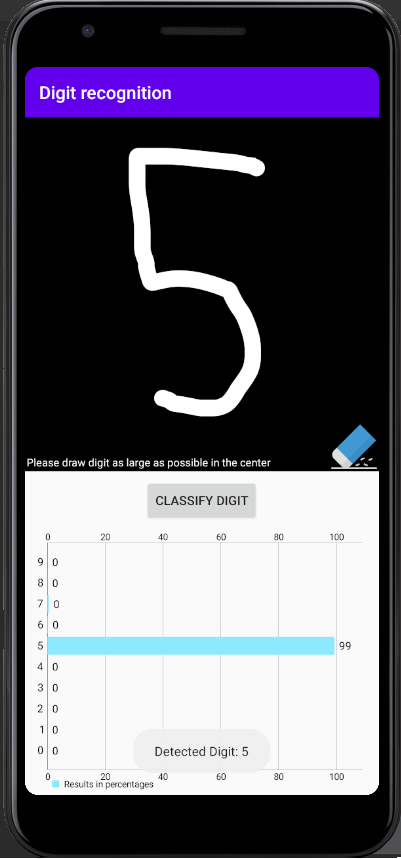 Digit recognition
5
Please draw digit as large as possible in the center
CLASSIFY DIGIT
0 20 40 60 80 100
9 0
8 0
7 0
6 0
5 99
4 0
3 0
2 0
1 0
0 0
Detected Digit: 5
0 20 40 60 80 100
Results in percentages